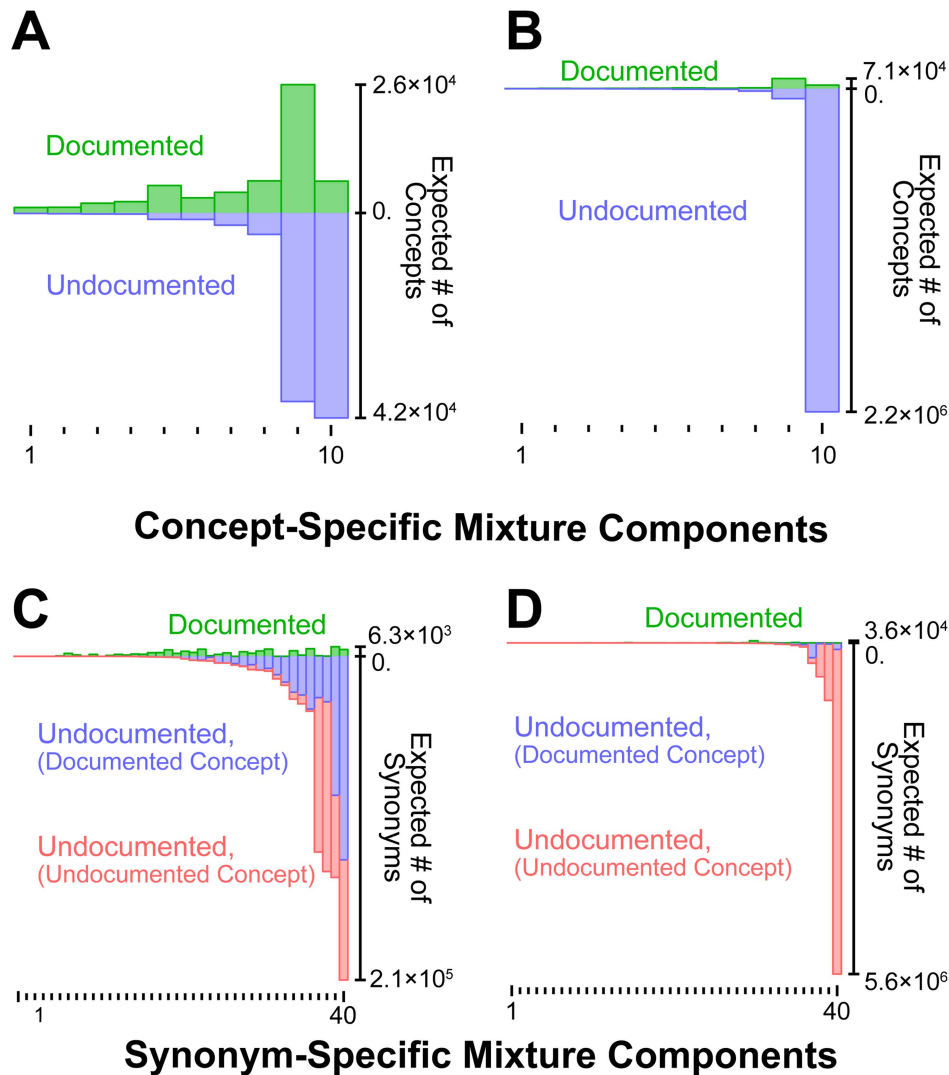 A
2.6×10⁴
Documented
0.
Undocumented
4.2×10⁴
Expected # of
Concepts
1
10
B
Documented
7.1×10⁴
0.
Undocumented
2.2×10⁶
Expected # of
Concepts
1
10
Concept-Specific Mixture Components
C
Documented
6.3×10³
0.
Undocumented,
(Documented Concept)
Undocumented,
(Undocumented Concept)
2.1×10⁵
Expected # of
Synonyms
1
40
D
Documented
3.6×10⁴
0.
Undocumented,
(Documented Concept)
Undocumented,
(Undocumented Concept)
5.6×10⁶
Expected # of
Synonyms
1
40
Synonym-Specific Mixture Components